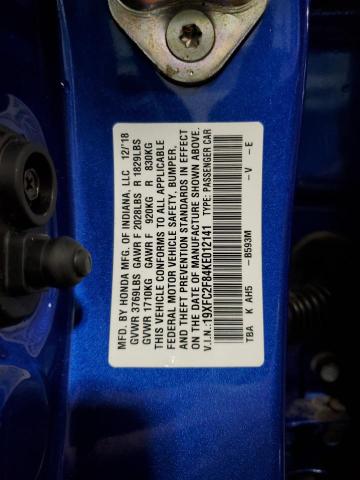 MFD. BY HONDA MFG. OF INDIANA, LLC 12/'18
GVWR 3769LBS GAWR F 2028LBS R 1829LBS
GVWR 1710KG GAWR F 920KG R 830KG
THIS VEHICLE CONFORMS TO ALL APPLICABLE
FEDERAL MOTOR VEHICLE SAFETY, BUMPER,
AND THEFT PREVENTION STANDARDS IN EFFECT
ON THE DATE OF MANUFACTURE SHOWN ABOVE.
V.I.N.:19XFC2F84KE012141 TYPE: PASSENGER CAR
TBA K AH5 -B593M -V -E